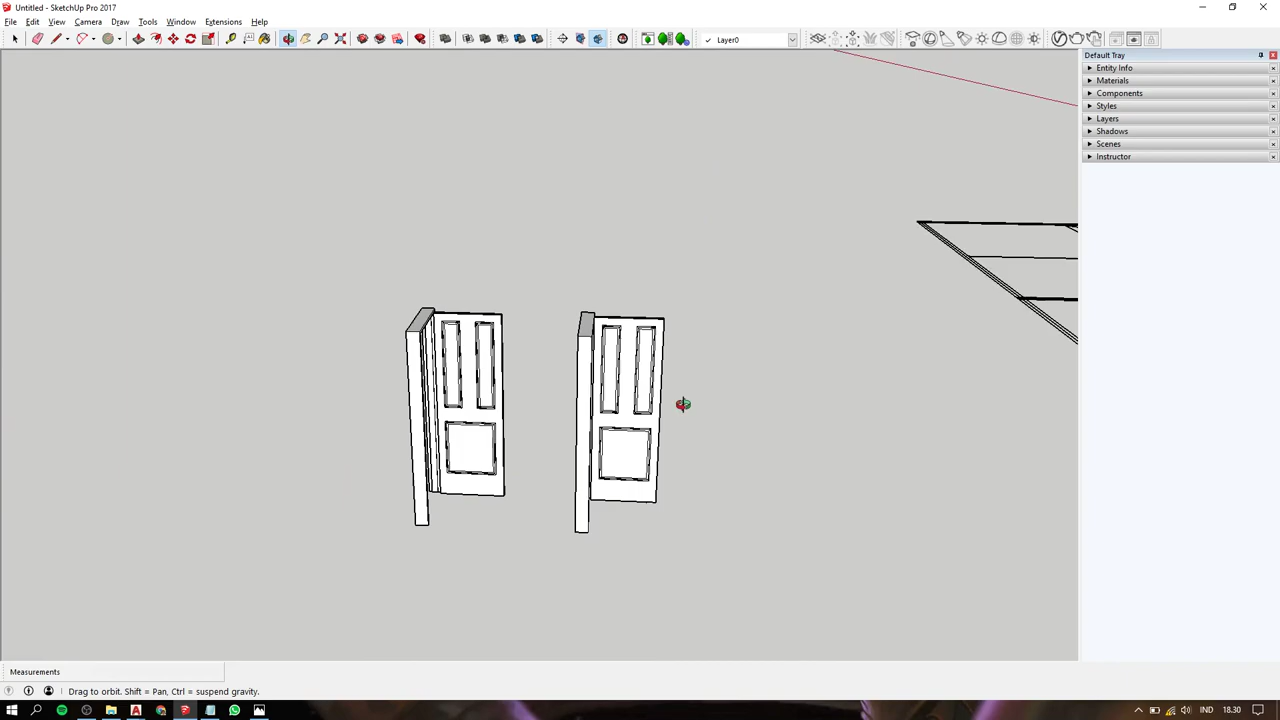 Untitled - SketchUp Pro 2017
File Edit View Camera Draw Tools Window Extensions Help
Layer0
Default Tray
Entity Info
Materials
Components
Styles
Layers
Shadows
Scenes
Instructor
Measurements
Drag to orbit. Shift = Pan, Ctrl = suspend gravity.
IND 18.30